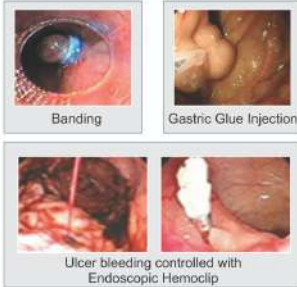 Banding
Gastric Glue Injection
Ulcer bleeding controlled with
Endoscopic Hemoclip